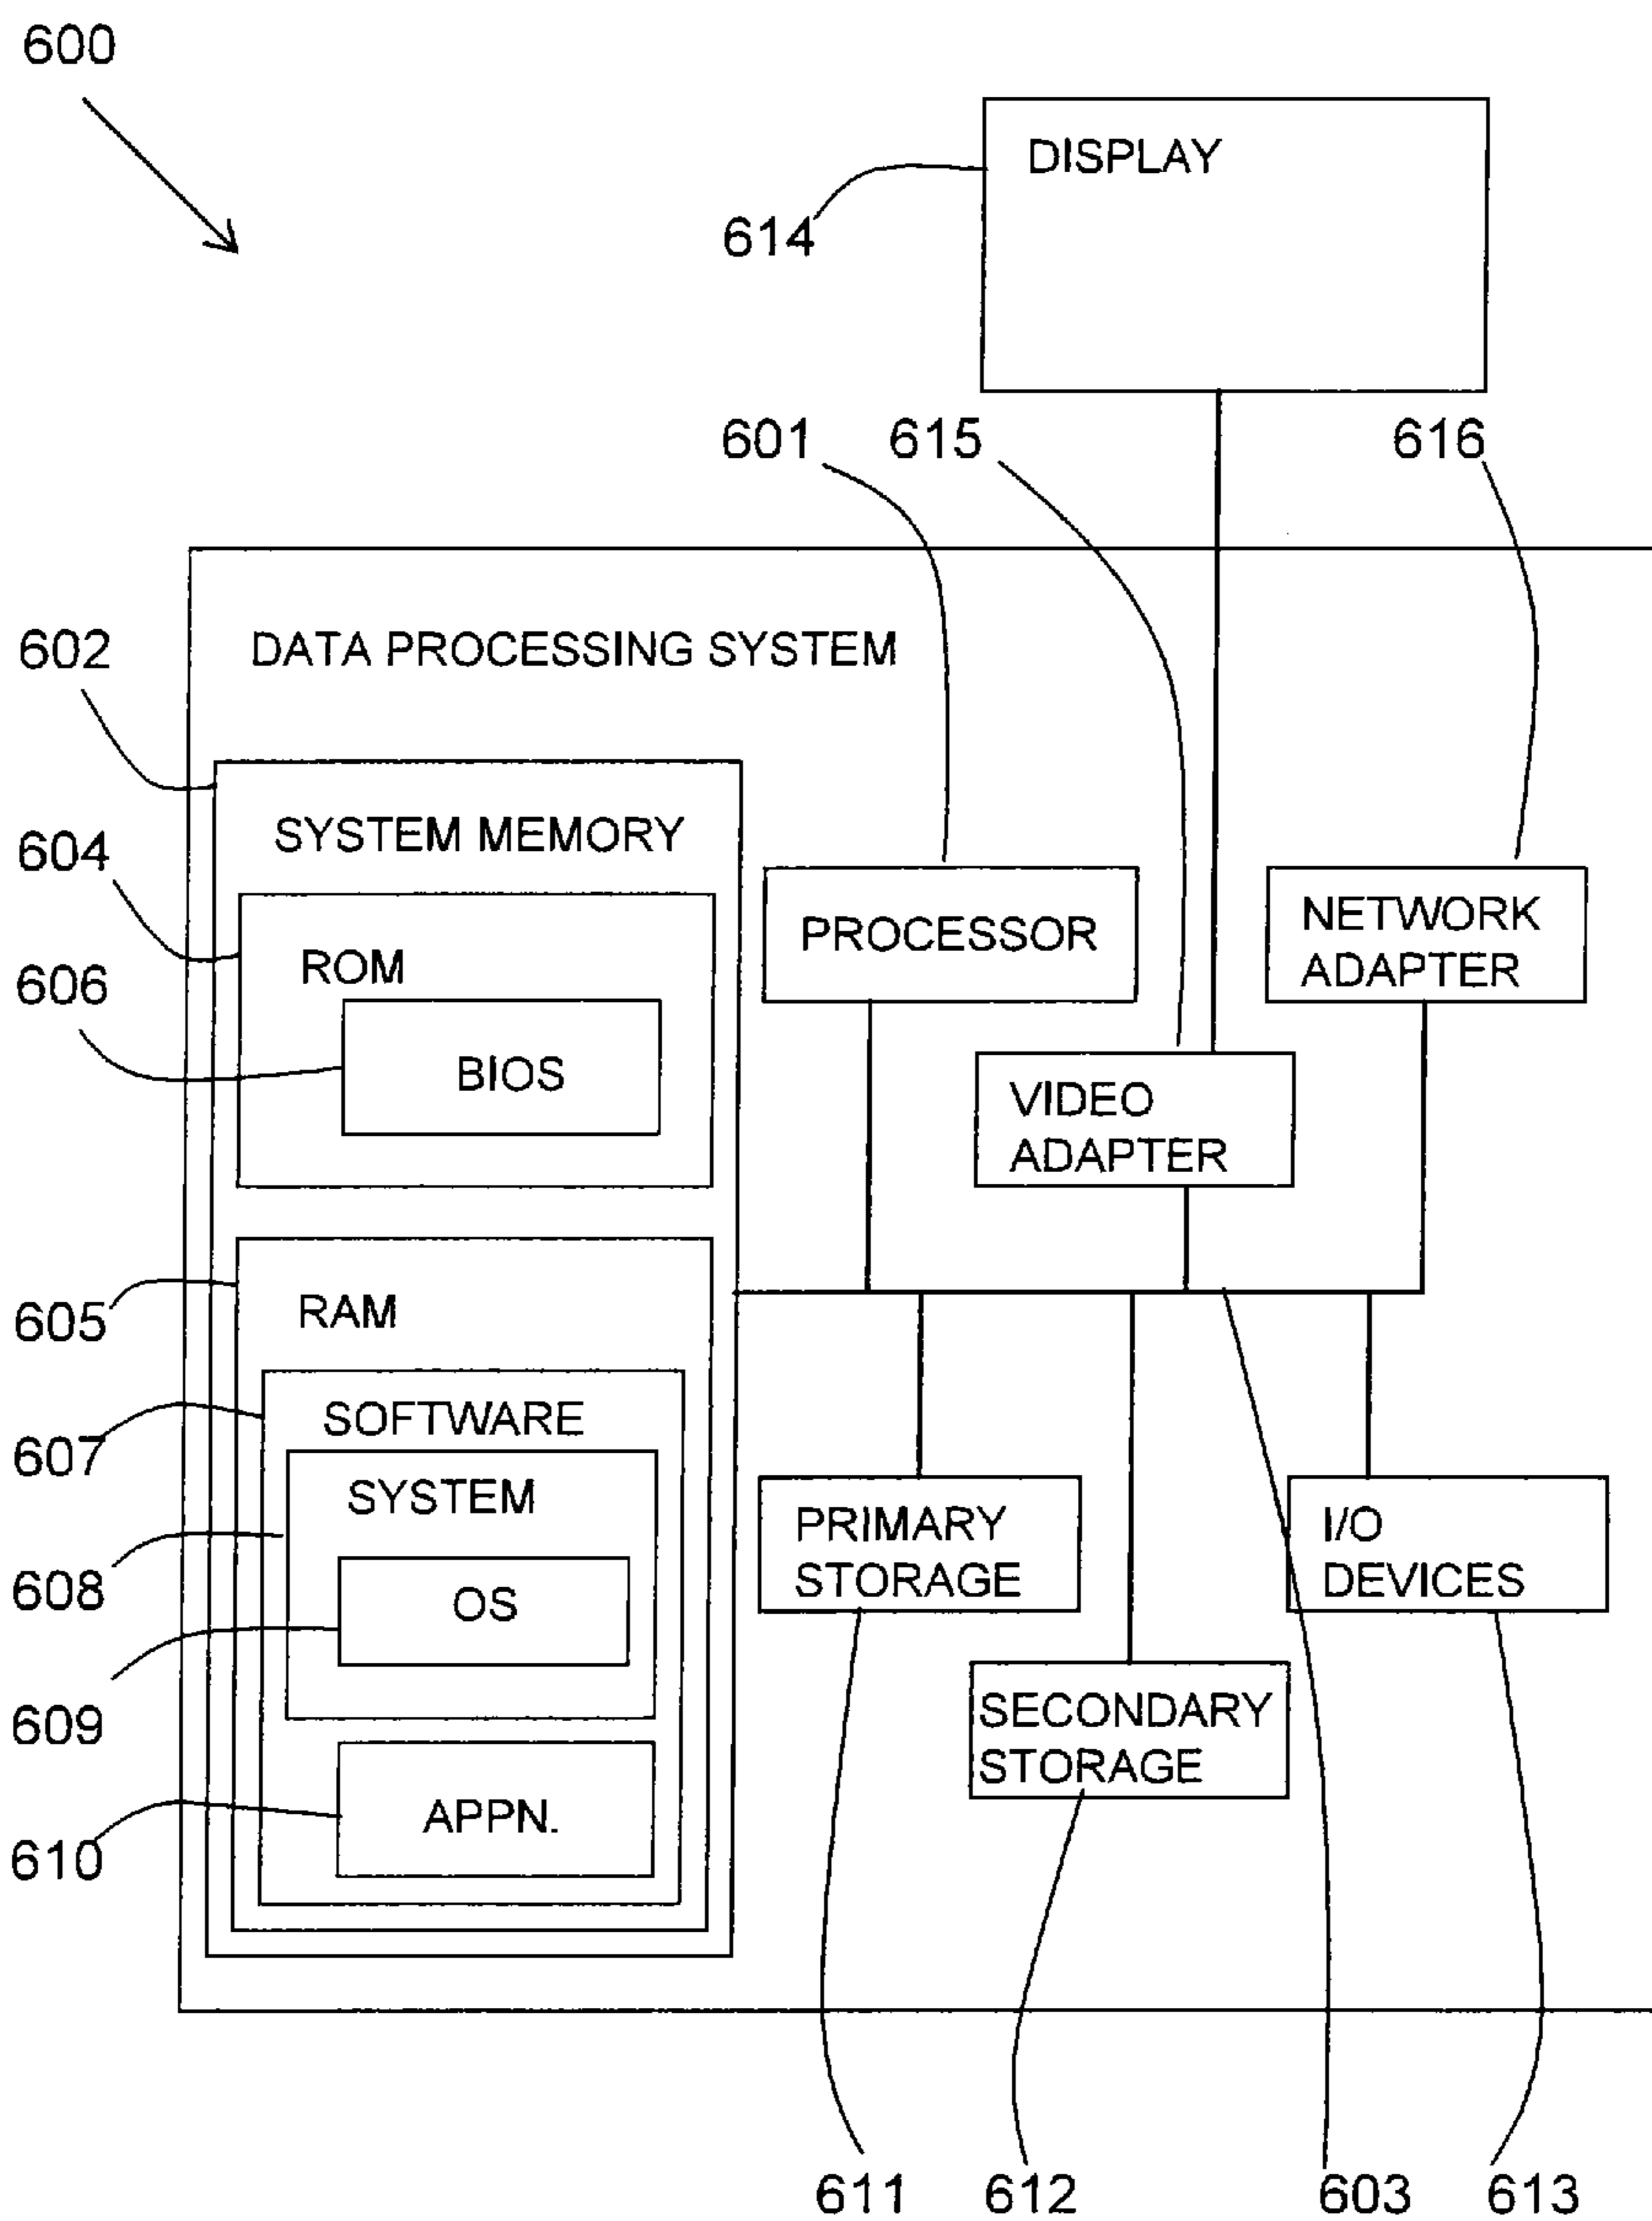 600
DISPLAY
614
601
615
616
602
DATA PROCESSING SYSTEM
SYSTEM MEMORY
604
ROM
606
BIOS
PROCESSOR
NETWORK
ADAPTER
VIDEO
ADAPTER
605
RAM
607
SOFTWARE
SYSTEM
608
OS
609
610
APPN.
PRIMARY
STORAGE
I/O
DEVICES
SECONDARY
STORAGE
611
612
603
613